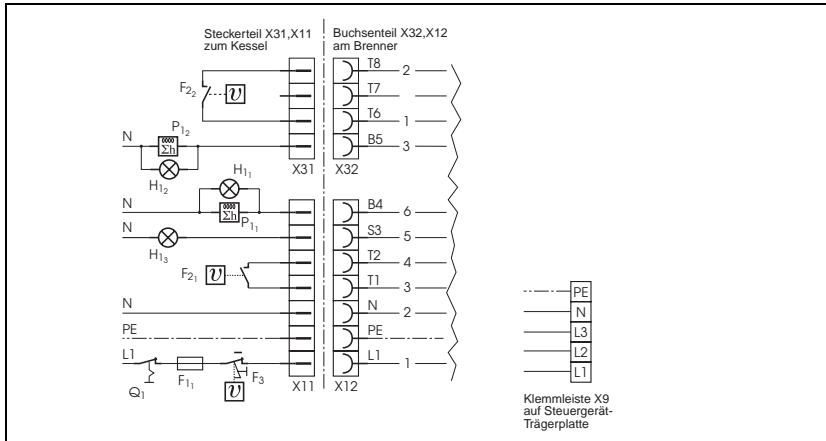 Steckerteil X31,X11
zum Kessel
Buchsenteil X32,X12
am Brenner
T8 2
F2₂ υ
T7
T6 1
N P1₂ B5 3
0000
Σh
H1₂ X31 X32
H1₁
N 0000 B4 6
Σh P1₁
N S3 5
H1₃
T2 4
F2₁ υ
T1 3
N N 2
PE PE
L1 L1 1
Q1 F1₁ F3 X11 X12
υ
PE
N
L3
L2
L1
Klemmleiste X9
auf Steuergerät-
Trägerplatte